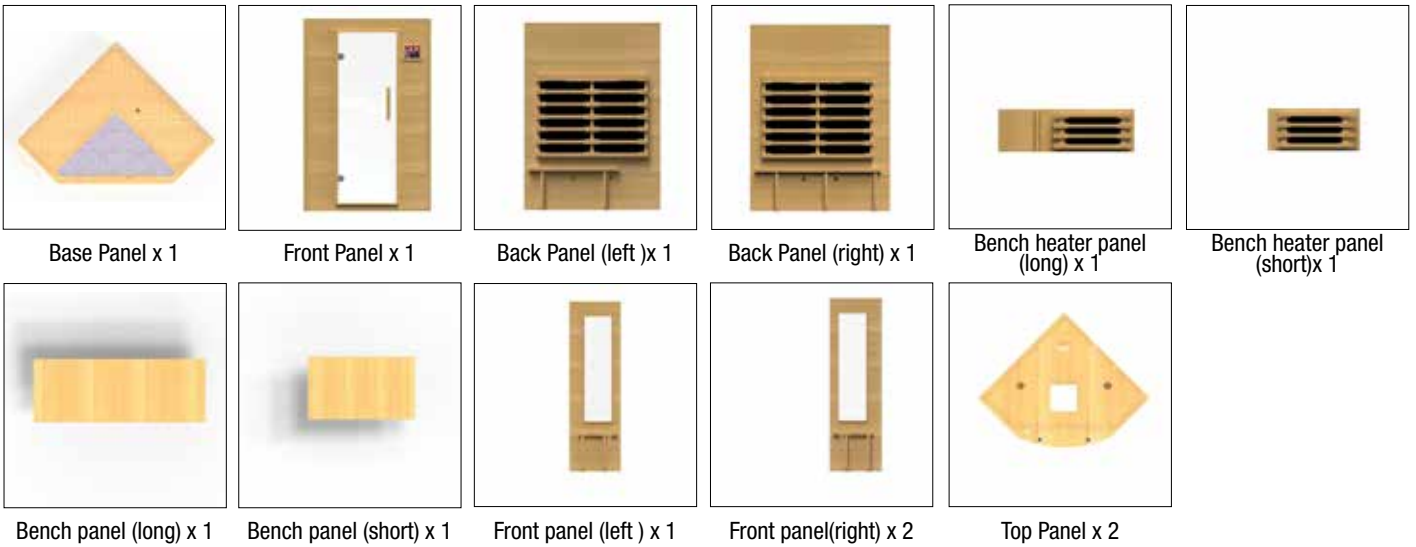 Base Panel x 1
Front Panel x 1
Back Panel (left )x 1
Back Panel (right) x 1
Bench heater panel
(long) x 1
Bench heater panel
(short)x 1
Bench panel (long) x 1
Bench panel (short) x 1
Front panel (left ) x 1
Front panel(right) x 2
Top Panel x 2